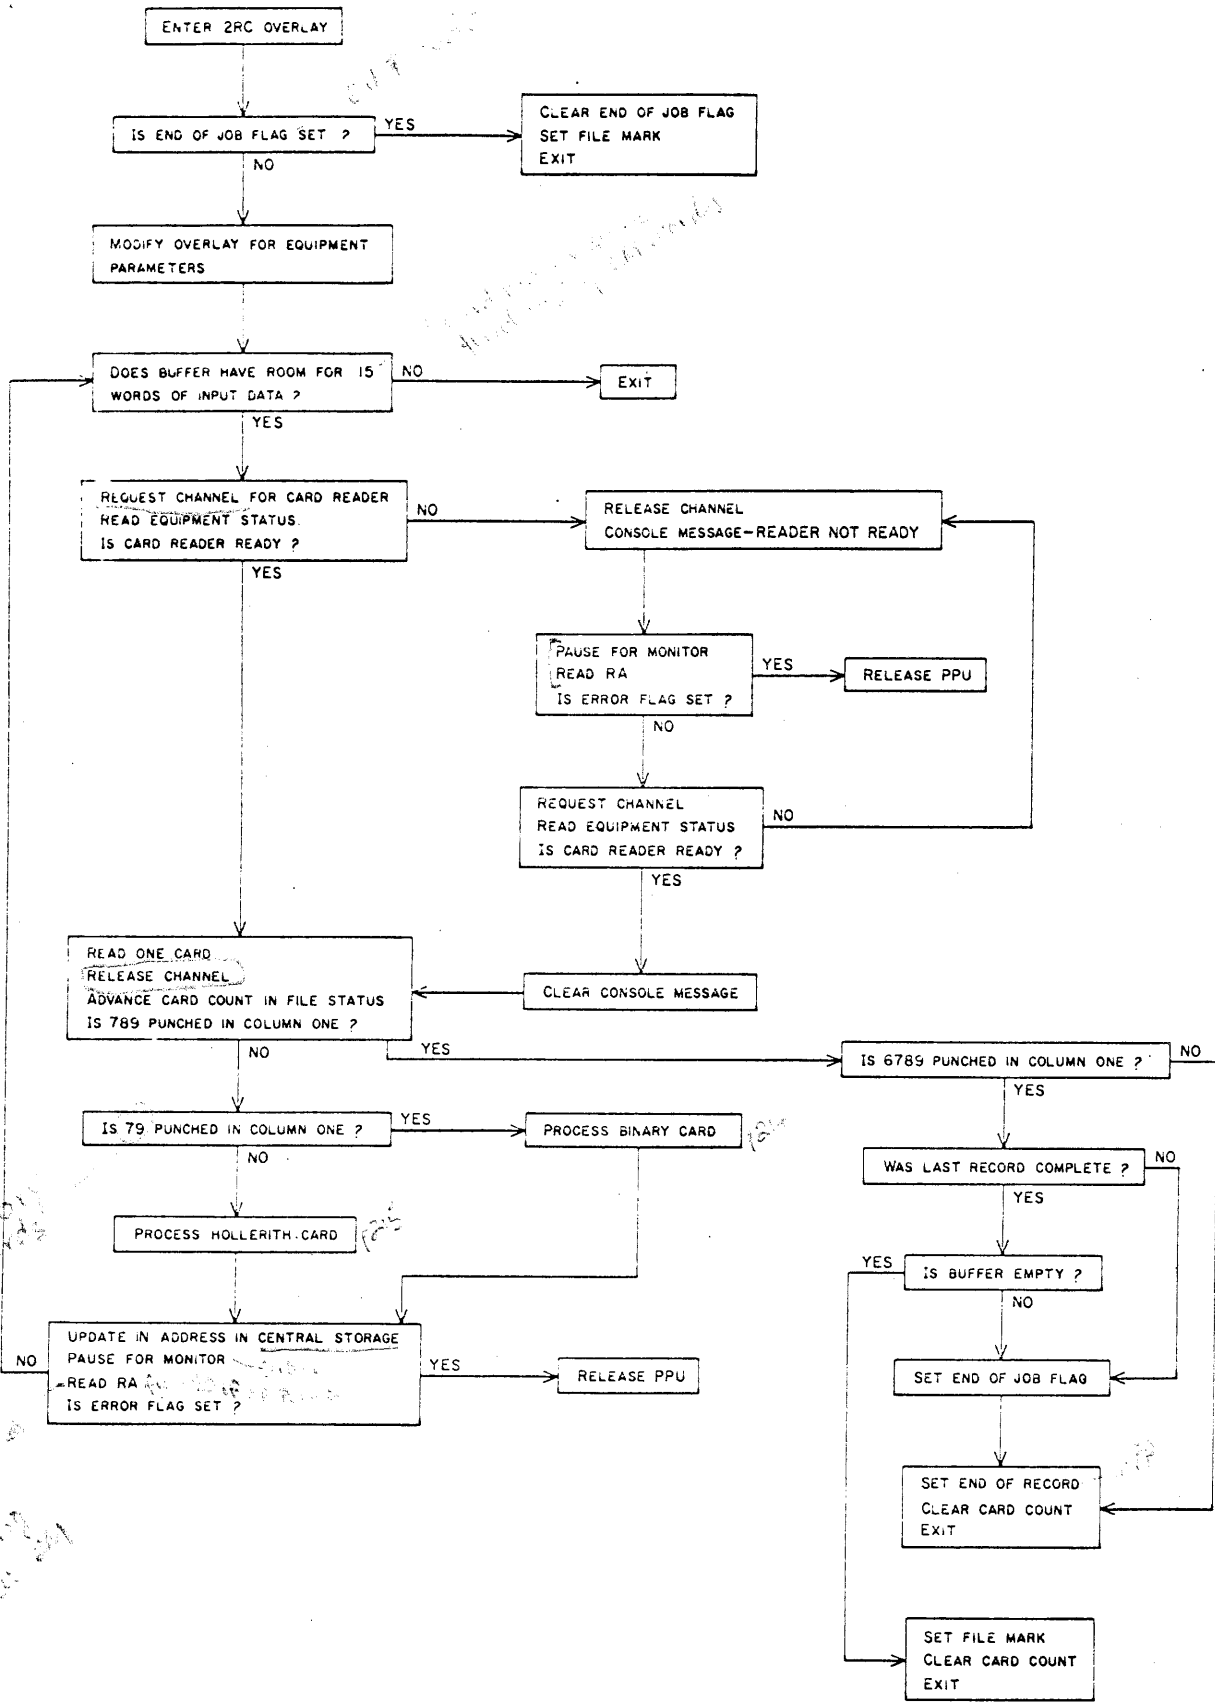 ENTER 2RC OVERLAY
IS END OF JOB FLAG SET ?
YES
CLEAR END OF JOB FLAG
SET FILE MARK
EXIT
NO
MODIFY OVERLAY FOR EQUIPMENT
PARAMETERS
DOES BUFFER HAVE ROOM FOR 15
WORDS OF INPUT DATA ?
NO
EXIT
YES
REQUEST CHANNEL FOR CARD READER
READ EQUIPMENT STATUS.
IS CARD READER READY ?
NO
RELEASE CHANNEL
CONSOLE MESSAGE-READER NOT READY
YES
PAUSE FOR MONITOR
READ RA
IS ERROR FLAG SET ?
YES
RELEASE PPU
NO
REQUEST CHANNEL
READ EQUIPMENT STATUS
IS CARD READER READY ?
NO
YES
READ ONE CARD
RELEASE CHANNEL
ADVANCE CARD COUNT IN FILE STATUS
IS 789 PUNCHED IN COLUMN ONE ?
CLEAR CONSOLE MESSAGE
NO
YES
IS 6789 PUNCHED IN COLUMN ONE ?
NO
YES
IS 79 PUNCHED IN COLUMN ONE ?
YES
PROCESS BINARY CARD
NO
WAS LAST RECORD COMPLETE ?
NO
YES
PROCESS HOLLERITH CARD
YES
IS BUFFER EMPTY ?
NO
UPDATE IN ADDRESS IN CENTRAL STORAGE
PAUSE FOR MONITOR
READ RA
IS ERROR FLAG SET ?
NO
YES
RELEASE PPU
SET END OF JOB FLAG
SET END OF RECORD
CLEAR CARD COUNT
EXIT
SET FILE MARK
CLEAR CARD COUNT
EXIT